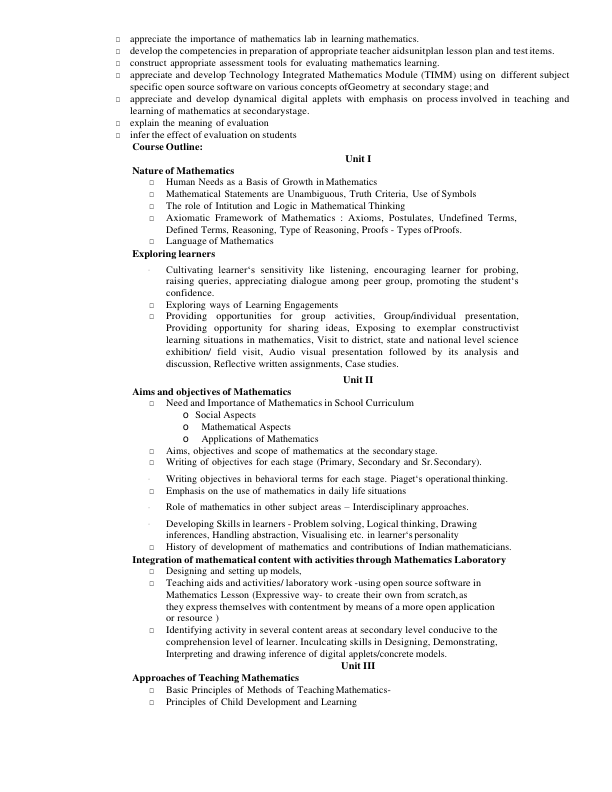 □ appreciate the importance of mathematics lab in learning mathematics.
□ develop the competencies in preparation of appropriate teacher aidsunitplan lesson plan and test items.
□ construct appropriate assessment tools for evaluating mathematics learning.
□ appreciate and develop Technology Integrated Mathematics Module (TIMM) using on different subject
specific open source software on various concepts ofGeometry at secondary stage; and
□ appreciate and develop dynamical digital applets with emphasis on process involved in teaching and
learning of mathematics at secondarystage.
□ explain the meaning of evaluation
□ infer the effect of evaluation on students
Course Outline:
Unit I
Nature of Mathematics
□ Human Needs as a Basis of Growth in Mathematics
□ Mathematical Statements are Unambiguous, Truth Criteria, Use of Symbols
□ The role of Intitution and Logic in Mathematical Thinking
□ Axiomatic Framework of Mathematics : Axioms, Postulates, Undefined Terms,
Defined Terms, Reasoning, Type of Reasoning, Proofs - Types ofProofs.
□ Language of Mathematics
Exploring learners
· Cultivating learner‘s sensitivity like listening, encouraging learner for probing,
raising queries, appreciating dialogue among peer group, promoting the student‘s
confidence.
□ Exploring ways of Learning Engagements
□ Providing opportunities for group activities, Group/individual presentation,
Providing opportunity for sharing ideas, Exposing to exemplar constructivist
learning situations in mathematics, Visit to district, state and national level science
exhibition/ field visit, Audio visual presentation followed by its analysis and
discussion, Reflective written assignments, Case studies.
Unit II
Aims and objectives of Mathematics
□ Need and Importance of Mathematics in School Curriculum
o Social Aspects
o Mathematical Aspects
o Applications of Mathematics
□ Aims, objectives and scope of mathematics at the secondary stage.
□ Writing of objectives for each stage (Primary, Secondary and Sr. Secondary).
· Writing objectives in behavioral terms for each stage. Piaget‘s operational thinking.
□ Emphasis on the use of mathematics in daily life situations
· Role of mathematics in other subject areas – Interdisciplinary approaches.
· Developing Skills in learners - Problem solving, Logical thinking, Drawing
inferences, Handling abstraction, Visualising etc. in learner‘s personality
□ History of development of mathematics and contributions of Indian mathematicians.
Integration of mathematical content with activities through Mathematics Laboratory
□ Designing and setting up models,
□ Teaching aids and activities/ laboratory work -using open source software in
Mathematics Lesson (Expressive way- to create their own from scratch, as
they express themselves with contentment by means of a more open application
or resource )
□ Identifying activity in several content areas at secondary level conducive to the
comprehension level of learner. Inculcating skills in Designing, Demonstrating,
Interpreting and drawing inference of digital applets/concrete models.
Unit III
Approaches of Teaching Mathematics
□ Basic Principles of Methods of Teaching Mathematics-
□ Principles of Child Development and Learning